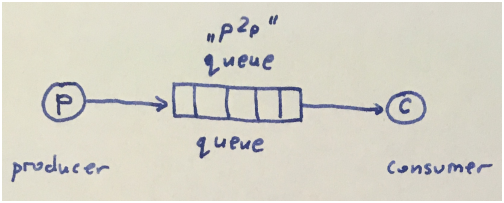 „p2p“
queue
P
C
queue
producer
consumer